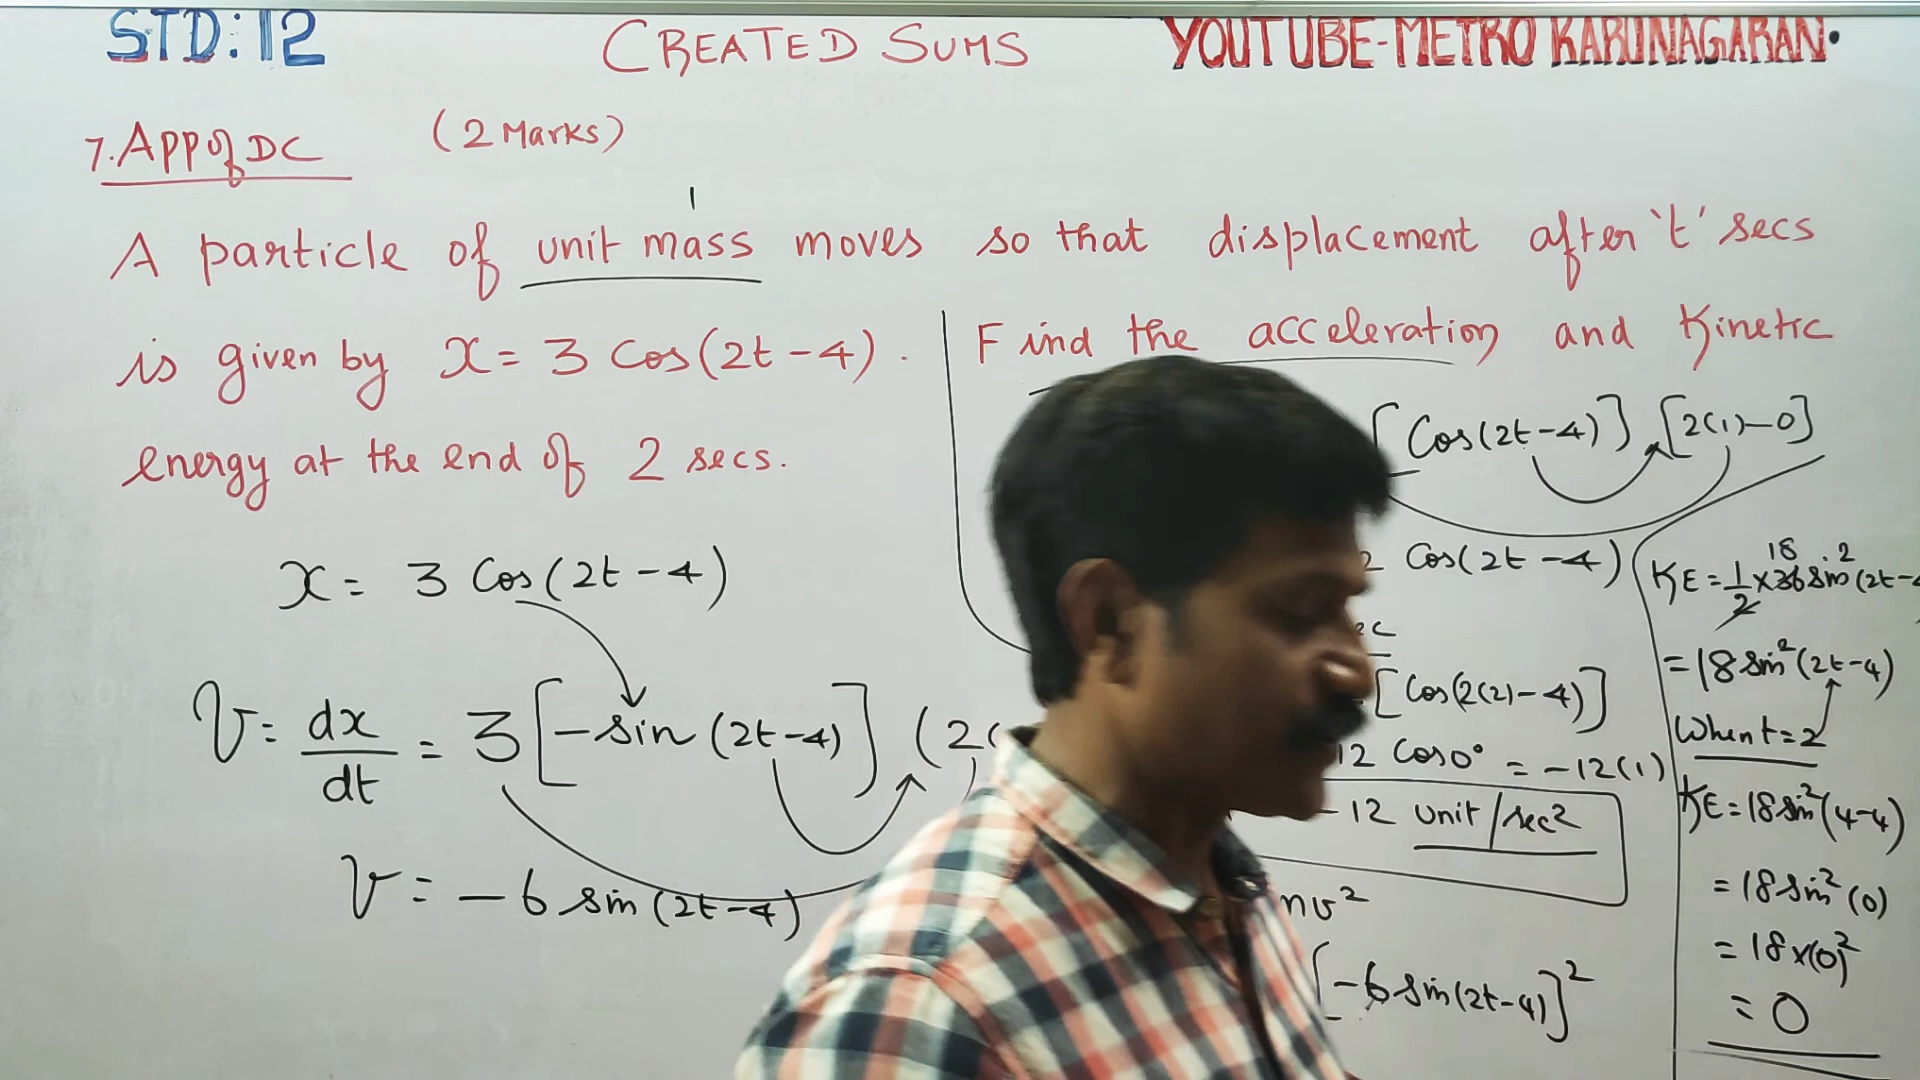 STD: 12
CREATED SUMS
YOUTUBE-METRO KARUNAGARAN.
7. APP of DC
(2 Marks)
1
A particle of unit mass moves so that displacement after 't' secs
is given by x = 3 cos(2t-4). Find the acceleration and Kinetic
energy at the end of 2 secs.
x = 3 cos(2t-4)
V = dx/dt = 3[-sin(2t-4)] (2(
V = -6 sin(2t-4)
[cos(2t-4)] [2(1)-0]
2 cos(2t-4)
ec
[cos(2(2)-4)]
12 cos0° = -12(1)
-12 unit/sec²
mv²
[-6 sin(2t-4)]²
KE = 1/2 x 36 sin²(2t-4
18
= 18 sin²(2t-4)
When t=2
KE = 18 sin²(4-4)
= 18 sin²(0)
= 18x(0)²
= 0